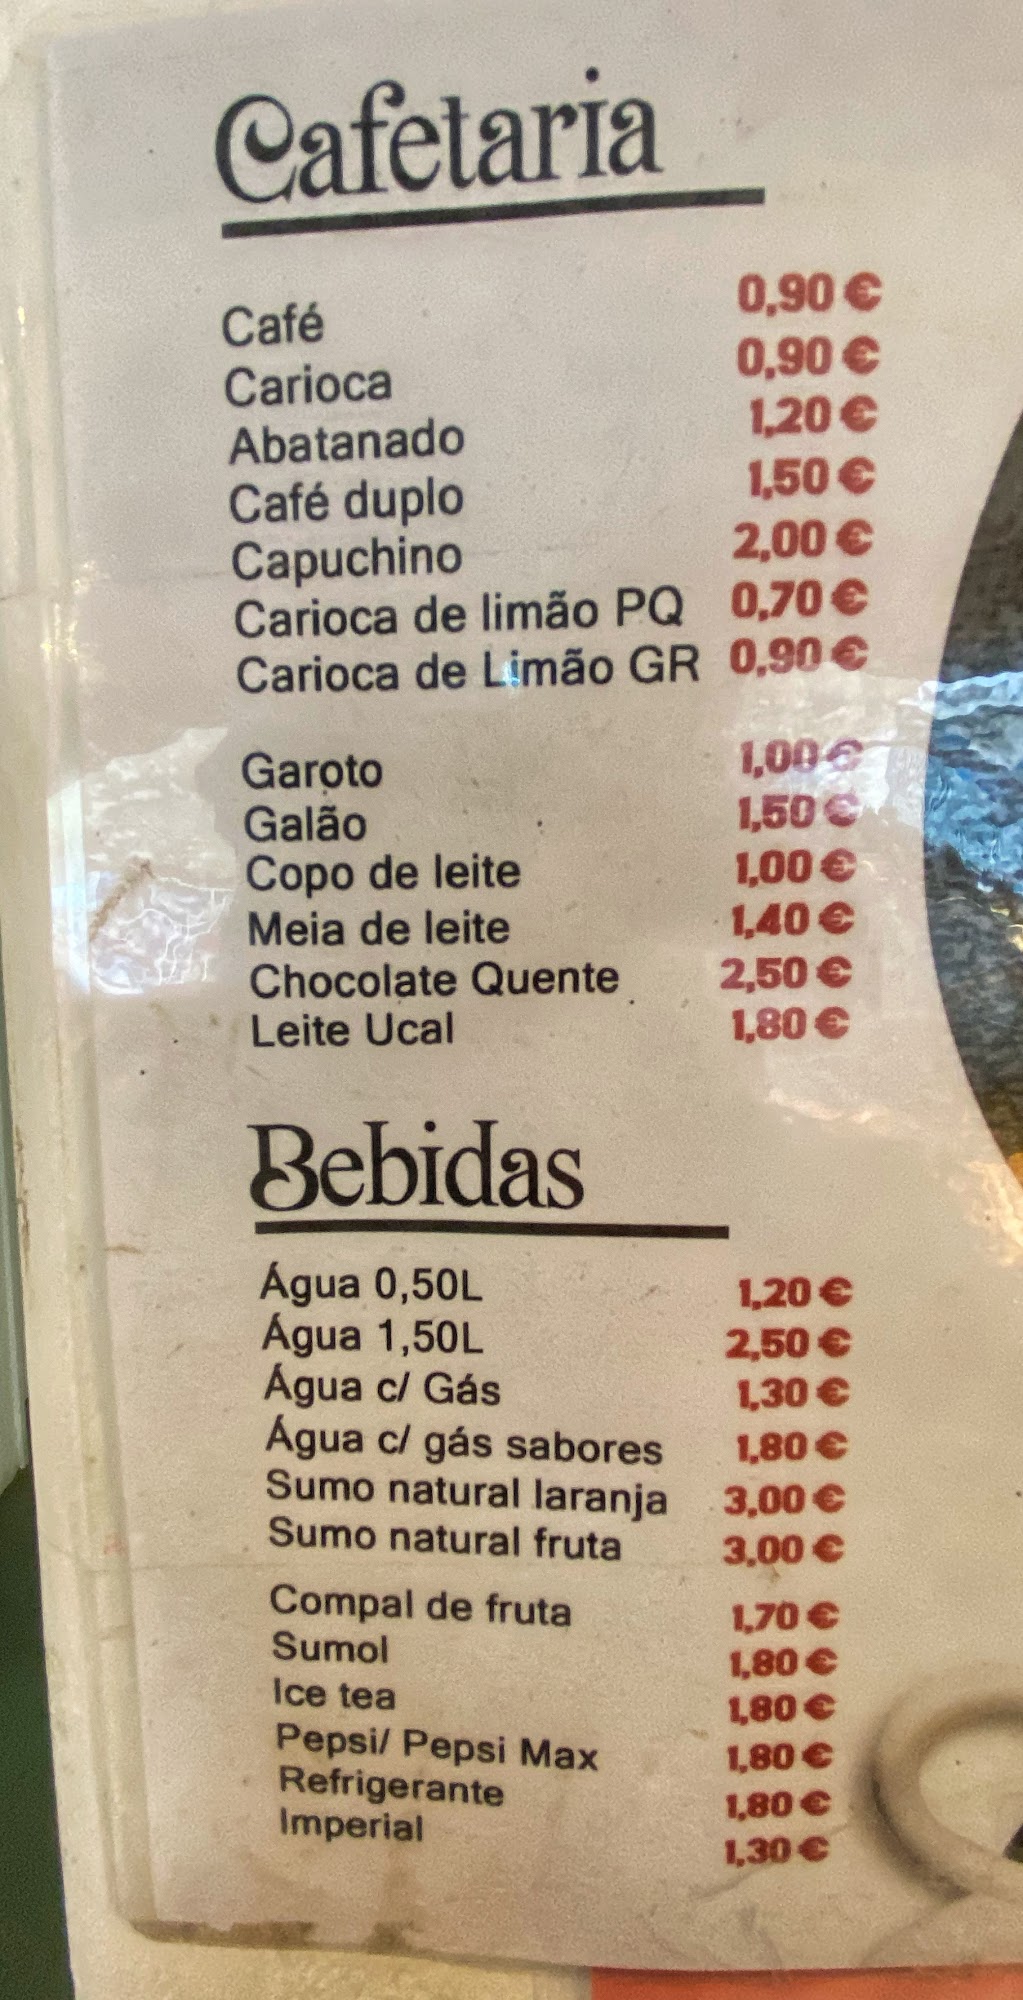 Cafetaria
Café 0,90 €
Carioca 0,90 €
Abatanado 1,20 €
Café duplo 1,50 €
Capuchino 2,00 €
Carioca de limão PQ 0,70 €
Carioca de Limão GR 0,90 €
Garoto 1,00 €
Galão 1,50 €
Copo de leite 1,00 €
Meia de leite 1,40 €
Chocolate Quente 2,50 €
Leite Ucal 1,80 €
Bebidas
Água 0,50L 1,20 €
Água 1,50L 2,50 €
Água c/ Gás 1,30 €
Água c/ gás sabores 1,80 €
Sumo natural laranja 3,00 €
Sumo natural fruta 3,00 €
Compal de fruta 1,70 €
Sumol 1,80 €
Ice tea 1,80 €
Pepsi/ Pepsi Max 1,80 €
Refrigerante 1,80 €
Imperial 1,30 €